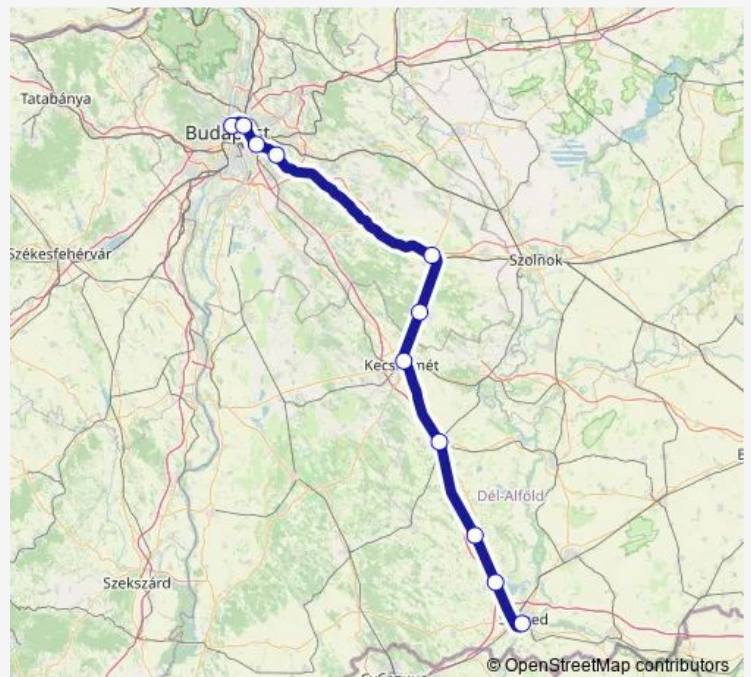 Tatabánya
Budapest
Székesfehérvár
Szolnok
Kecskemét
Dél-Alföld
Szekszárd
© OpenStreetMap contributors